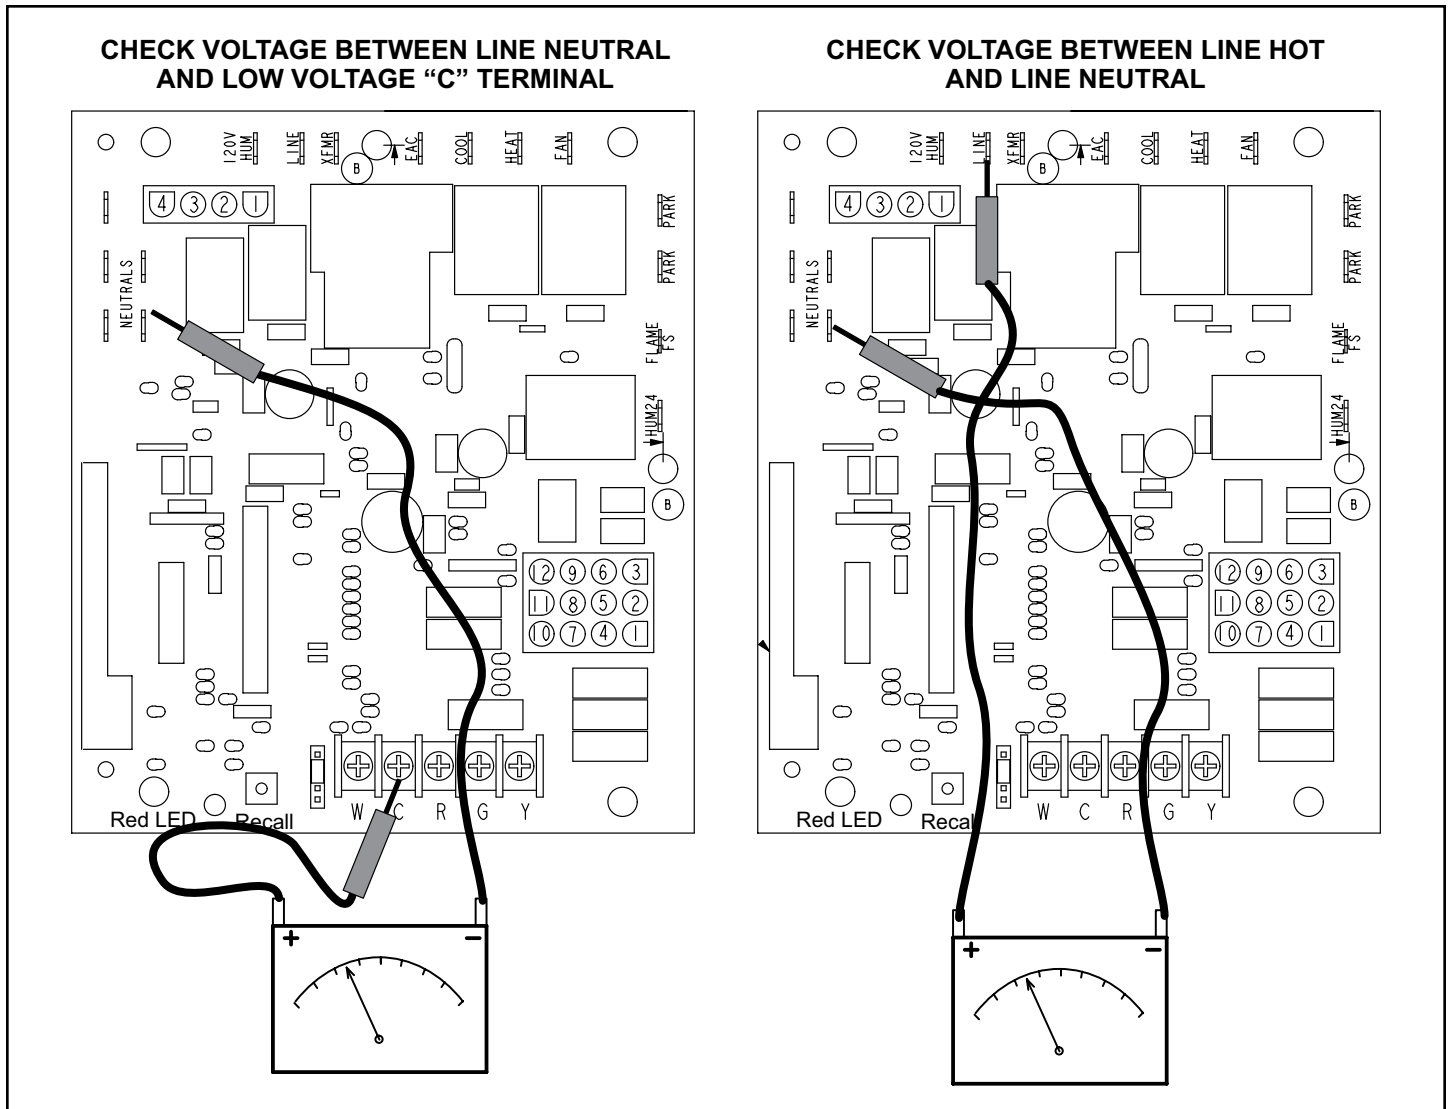 CHECK VOLTAGE BETWEEN LINE NEUTRAL
AND LOW VOLTAGE “C” TERMINAL
120V
HUM
LINE
XFMR
EAC
COOL
HEAT
FAN
B
4 3 2 1
PARK
PARK
NEUTRALS
FLAME
FS
HUM24
B
12 9 6 3
11 8 5 2
10 7 4 1
W C R G Y
Red LED
Recall
+ −
CHECK VOLTAGE BETWEEN LINE HOT
AND LINE NEUTRAL
120V
HUM
LINE
XFMR
EAC
COOL
HEAT
FAN
B
4 3 2 1
PARK
PARK
NEUTRALS
FLAME
FS
HUM24
B
12 9 6 3
11 8 5 2
10 7 4 1
W C R G Y
Red LED
Recall
+ −